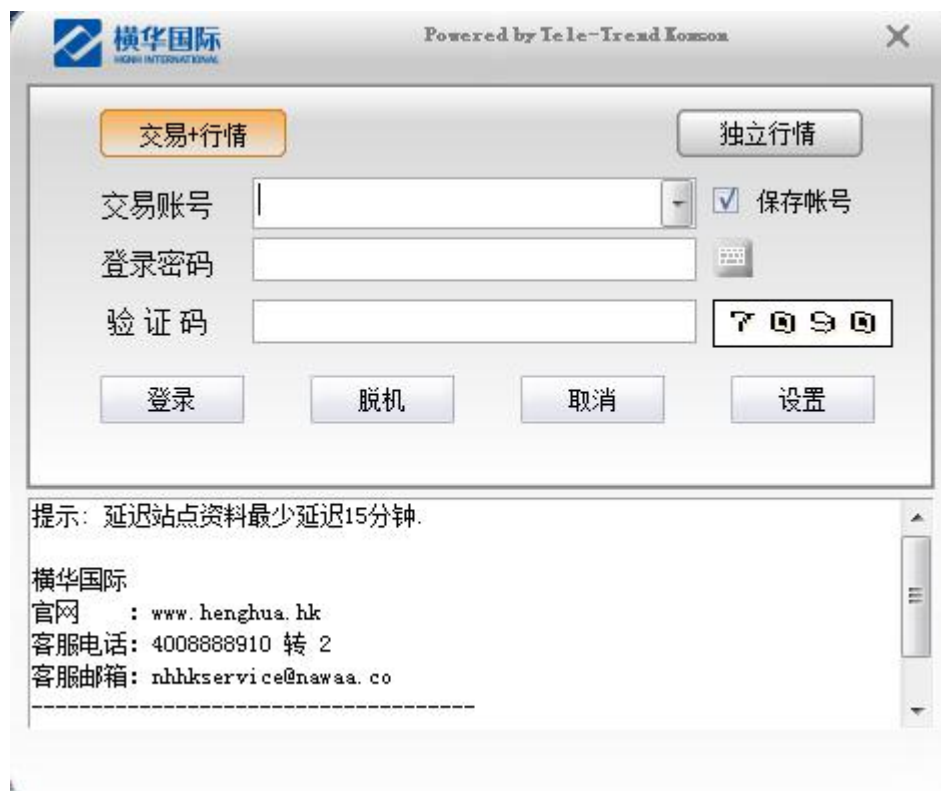 横华国际
HGNH INTERNATIONAL
Powered by Tele-Trend Konson
交易+行情
独立行情
交易账号
保存帐号
登录密码
验证码
7090
登录
脱机
取消
设置
提示: 延迟站点资料最少延迟15分钟.
横华国际
官网 : www.henghua.hk
客服电话: 4008888910 转 2
客服邮箱: nhhkservice@nawaa.co
-------------------------------------